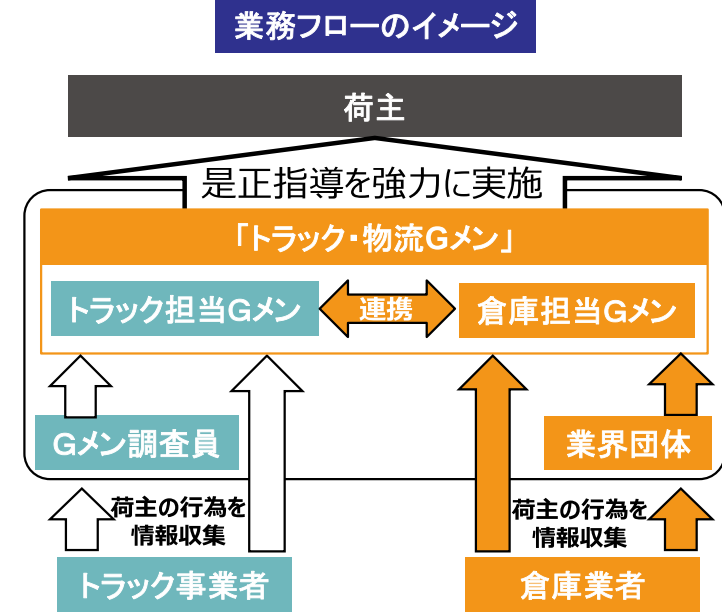 業務フローのイメージ
荷主
是正指導を強力に実施
「トラック・物流Gメン」
トラック担当Gメン
連携
倉庫担当Gメン
Gメン調査員
業界団体
荷主の行為を
情報収集
荷主の行為を
情報収集
トラック事業者
倉庫業者